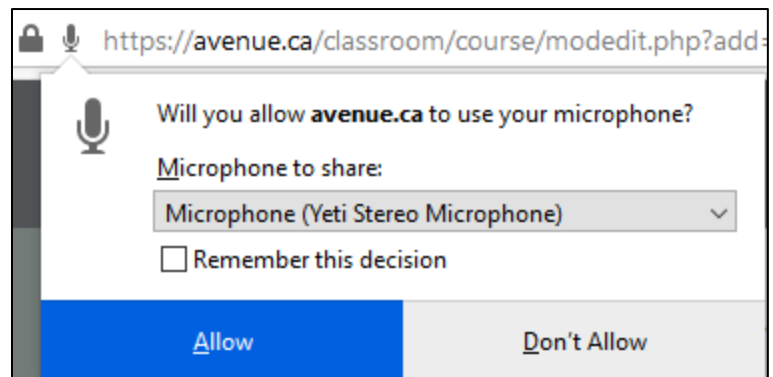 https://avenue.ca/classroom/course/modedit.php?add=
Will you allow avenue.ca to use your microphone?
Microphone to share:
Microphone (Yeti Stereo Microphone)
Remember this decision
Allow
Don't Allow